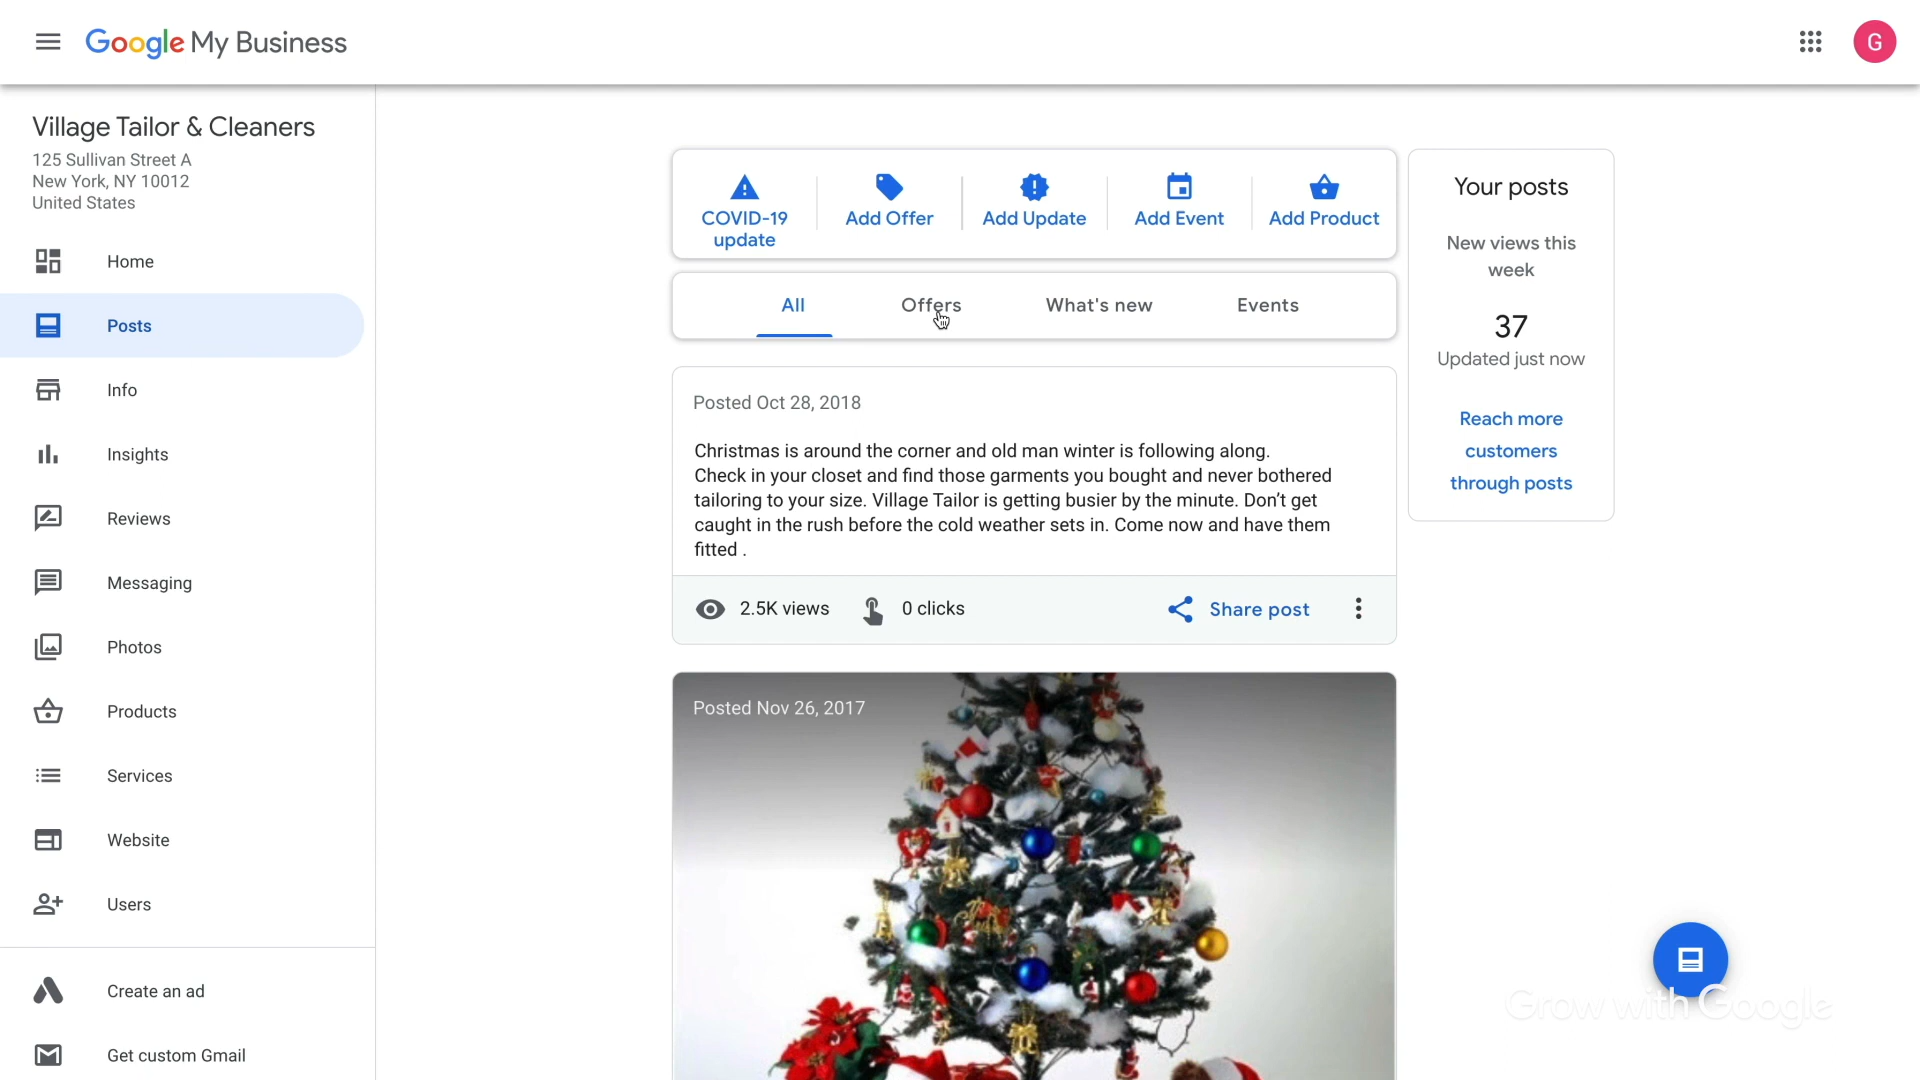 Google My Business
G
Village Tailor & Cleaners
125 Sullivan Street A
New York, NY 10012
United States
Home
Posts
Info
Insights
Reviews
Messaging
Photos
Products
Services
Website
Users
Create an ad
Get custom Gmail
COVID-19
update
Add Offer
Add Update
Add Event
Add Product
All
Offers
What's new
Events
Posted Oct 28, 2018
Christmas is around the corner and old man winter is following along.
Check in your closet and find those garments you bought and never bothered
tailoring to your size. Village Tailor is getting busier by the minute. Don’t get
caught in the rush before the cold weather sets in. Come now and have them
fitted .
2.5K views
0 clicks
Share post
Posted Nov 26, 2017
Your posts
New views this
week
37
Updated just now
Reach more
customers
through posts
Grow with Google